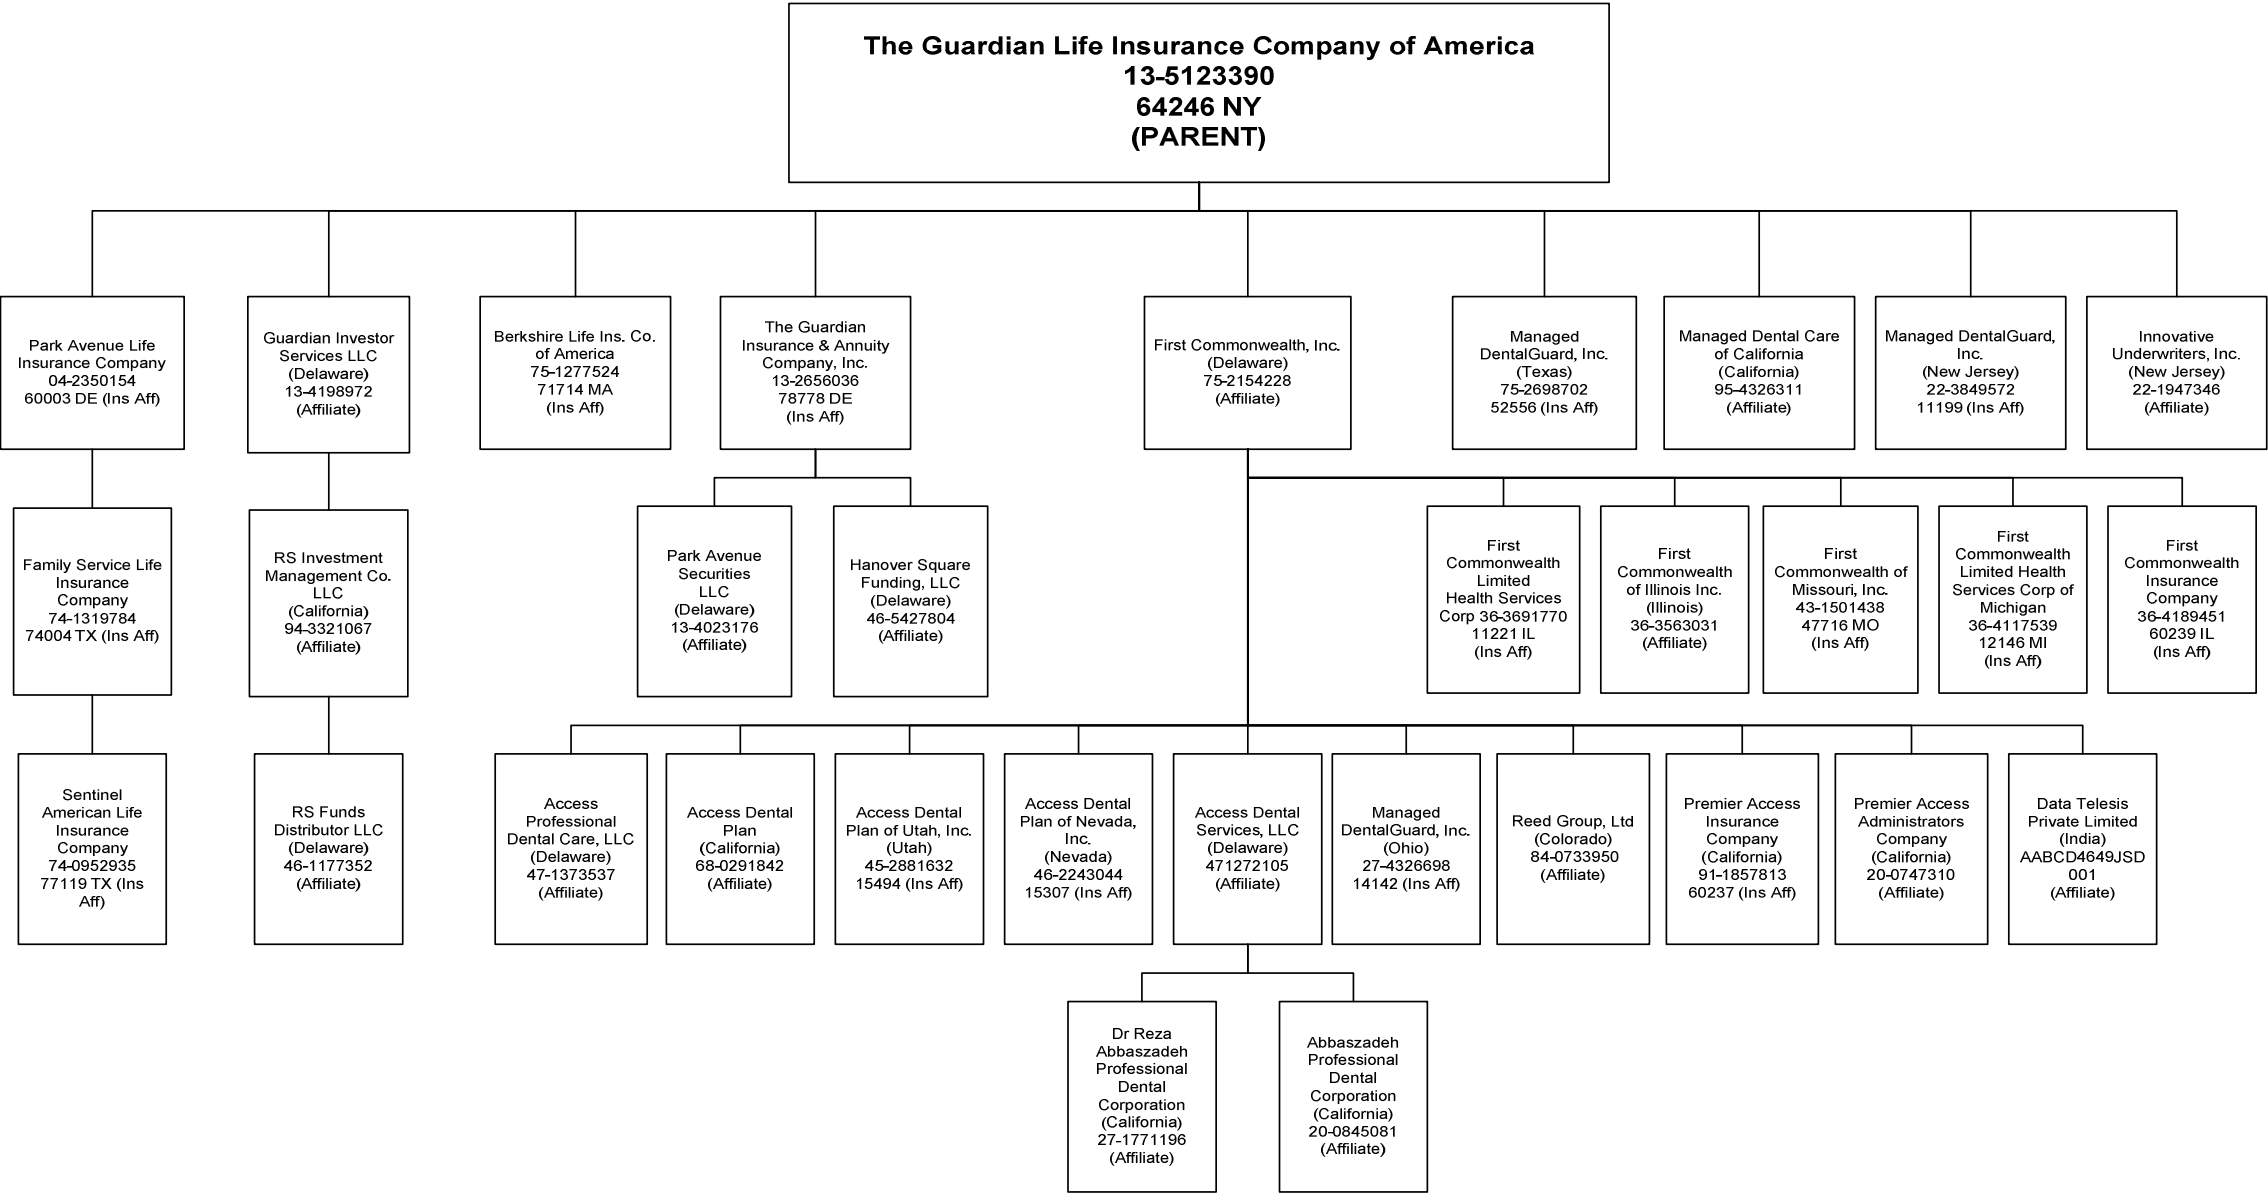 The Guardian Life Insurance Company of America
13-5123390
64246 NY
(PARENT)
Park Avenue Life
Insurance Company
04-2350154
60003 DE (Ins Aff)
Guardian Investor
Services LLC
(Delaware)
13-4198972
(Affiliate)
Berkshire Life Ins. Co.
of America
75-1277524
71714 MA
(Ins Aff)
The Guardian
Insurance & Annuity
Company, Inc.
13-2656036
78778 DE
(Ins Aff)
First Commonwealth, Inc.
(Delaware)
75-2154228
(Affiliate)
Managed
DentalGuard, Inc.
(Texas)
75-2698702
52556 (Ins Aff)
Managed Dental Care
of California
(California)
95-4326311
(Affiliate)
Managed DentalGuard,
Inc.
(New Jersey)
22-3849572
11199 (Ins Aff)
Innovative
Underwriters, Inc.
(New Jersey)
22-1947346
(Affiliate)
Family Service Life
Insurance
Company
74-1319784
74004 TX (Ins Aff)
RS Investment
Management Co.
LLC
(California)
94-3321067
(Affiliate)
Park Avenue
Securities
LLC
(Delaware)
13-4023176
(Affiliate)
Hanover Square
Funding, LLC
(Delaware)
46-5427804
(Affiliate)
First
Commonwealth
Limited
Health Services
Corp 36-3691770
11221 IL
(Ins Aff)
First
Commonwealth
of Illinois Inc.
(Illinois)
36-3563031
(Affiliate)
First
Commonwealth of
Missouri, Inc.
43-1501438
47716 MO
(Ins Aff)
First
Commonwealth
Limited Health
Services Corp of
Michigan
36-4117539
12146 MI
(Ins Aff)
First
Commonwealth
Insurance
Company
36-4189451
60239 IL
(Ins Aff)
Sentinel
American Life
Insurance
Company
74-0952935
77119 TX (Ins
Aff)
RS Funds
Distributor LLC
(Delaware)
46-1177352
(Affiliate)
Access
Professional
Dental Care, LLC
(Delaware)
47-1373537
(Affiliate)
Access Dental
Plan
(California)
68-0291842
(Affiliate)
Access Dental
Plan of Utah, Inc.
(Utah)
45-2881632
15494 (Ins Aff)
Access Dental
Plan of Nevada,
Inc.
(Nevada)
46-2243044
15307 (Ins Aff)
Access Dental
Services, LLC
(Delaware)
471272105
(Affiliate)
Managed
DentalGuard, Inc.
(Ohio)
27-4326698
14142 (Ins Aff)
Reed Group, Ltd
(Colorado)
84-0733950
(Affiliate)
Premier Access
Insurance
Company
(California)
91-1857813
60237 (Ins Aff)
Premier Access
Administrators
Company
(California)
20-0747310
(Affiliate)
Data Telesis
Private Limited
(India)
AABCD4649JSD
001
(Affiliate)
Dr Reza
Abbaszadeh
Professional
Dental
Corporation
(California)
27-1771196
(Affiliate)
Abbaszadeh
Professional
Dental
Corporation
(California)
20-0845081
(Affiliate)